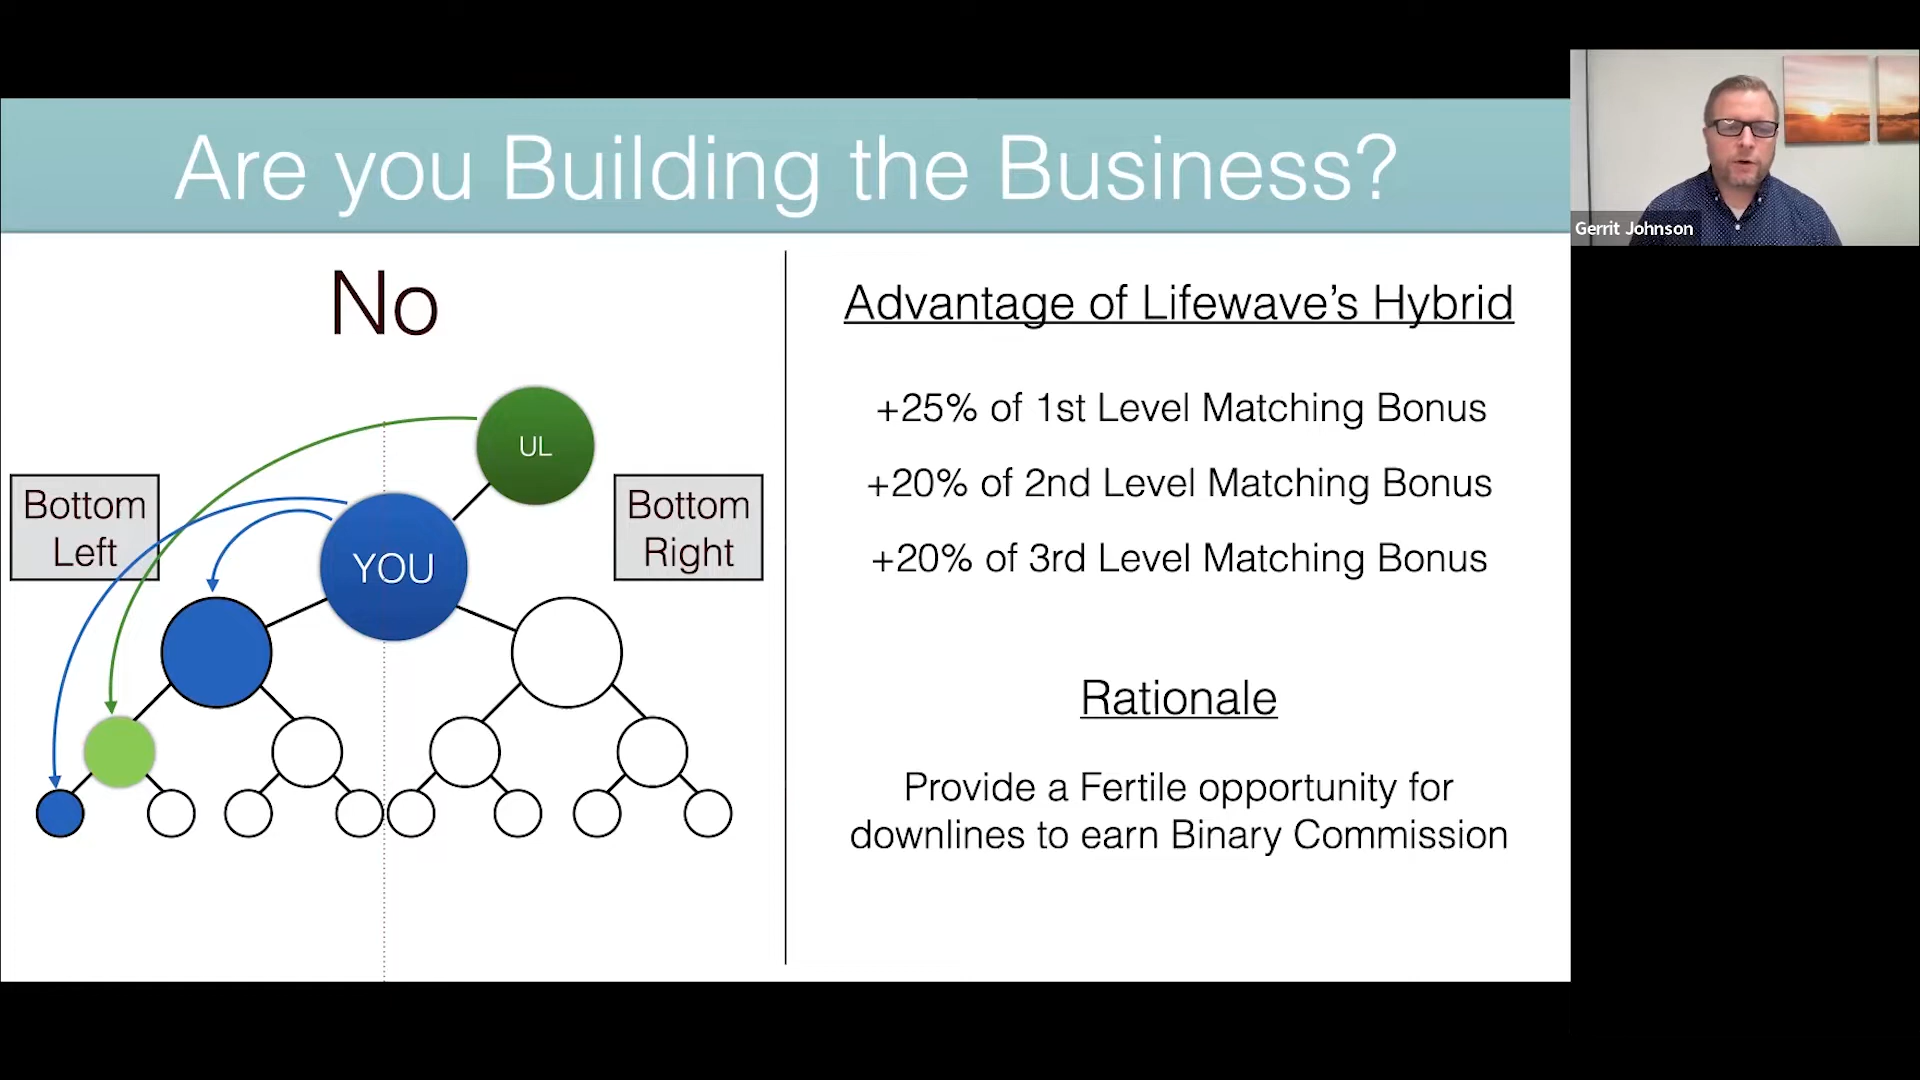 Are you Building the Business?
Gerrit Johnson
No
UL
Bottom
Left
YOU
Bottom
Right
Advantage of Lifewave’s Hybrid
+25% of 1st Level Matching Bonus
+20% of 2nd Level Matching Bonus
+20% of 3rd Level Matching Bonus
Rationale
Provide a Fertile opportunity for
downlines to earn Binary Commission